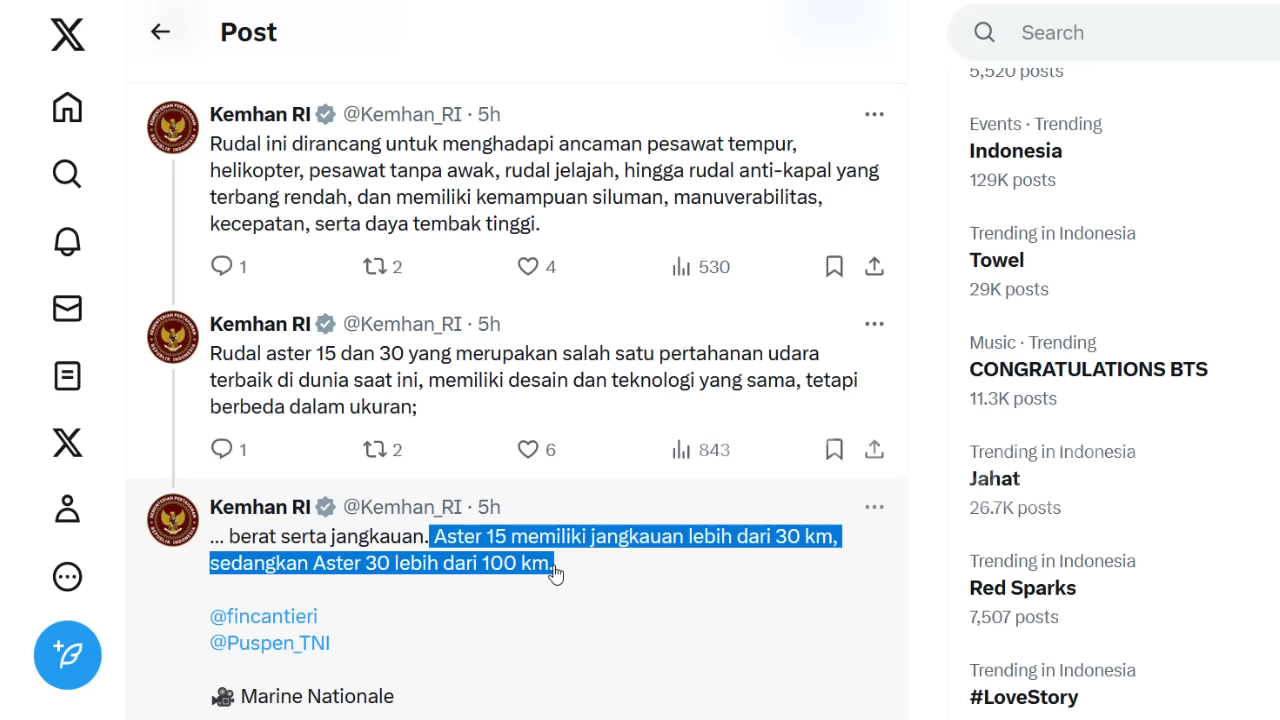 Post
Search
5,520 posts
Kemhan RI @Kemhan_RI · 5h
Rudal ini dirancang untuk menghadapi ancaman pesawat tempur,
helikopter, pesawat tanpa awak, rudal jelajah, hingga rudal anti-kapal yang
terbang rendah, dan memiliki kemampuan siluman, manuverabilitas,
kecepatan, serta daya tembak tinggi.
1 2 4 530
Kemhan RI @Kemhan_RI · 5h
Rudal aster 15 dan 30 yang merupakan salah satu pertahanan udara
terbaik di dunia saat ini, memiliki desain dan teknologi yang sama, tetapi
berbeda dalam ukuran;
1 2 6 843
Kemhan RI @Kemhan_RI · 5h
... berat serta jangkauan. Aster 15 memiliki jangkauan lebih dari 30 km,
sedangkan Aster 30 lebih dari 100 km.
@fincantieri
@Puspen_TNI
Marine Nationale
Events · Trending
Indonesia
129K posts
Trending in Indonesia
Towel
29K posts
Music · Trending
CONGRATULATIONS BTS
11.3K posts
Trending in Indonesia
Jahat
26.7K posts
Trending in Indonesia
Red Sparks
7,507 posts
Trending in Indonesia
#LoveStory